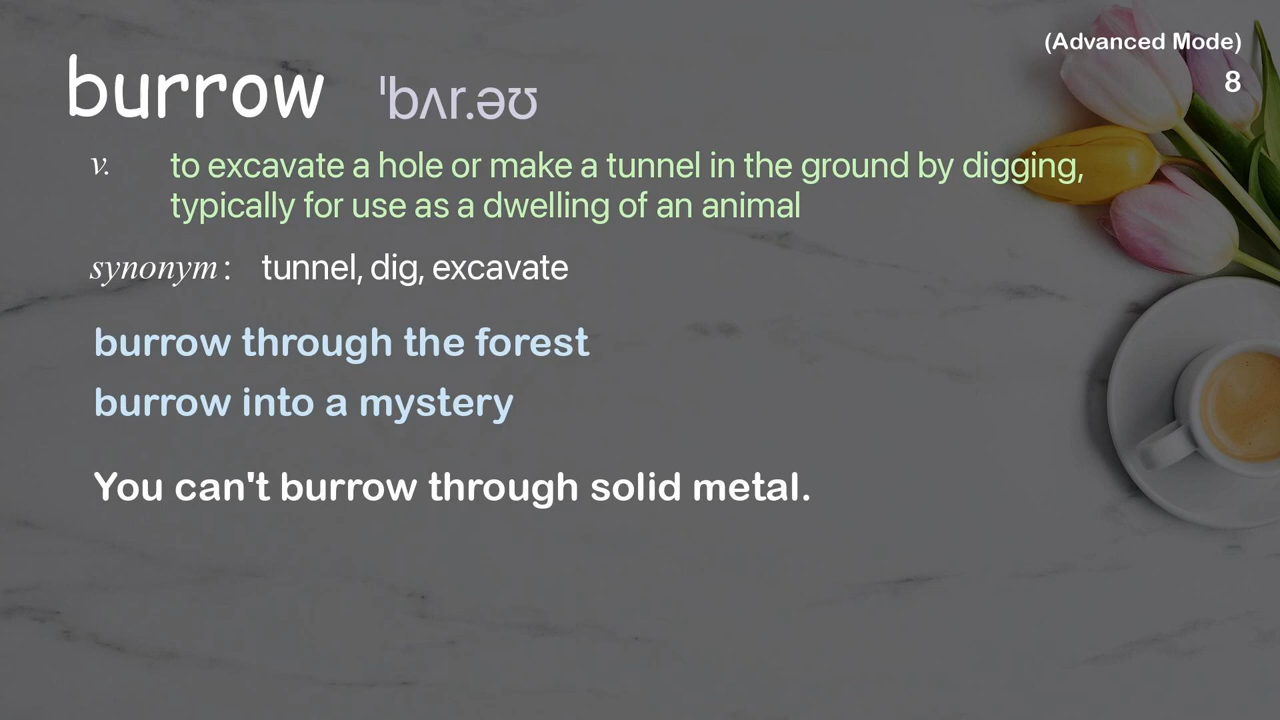 (Advanced Mode)
8
burrow ˈbʌr.əʊ
v. to excavate a hole or make a tunnel in the ground by digging,
typically for use as a dwelling of an animal
synonym: tunnel, dig, excavate
burrow through the forest
burrow into a mystery
You can't burrow through solid metal.